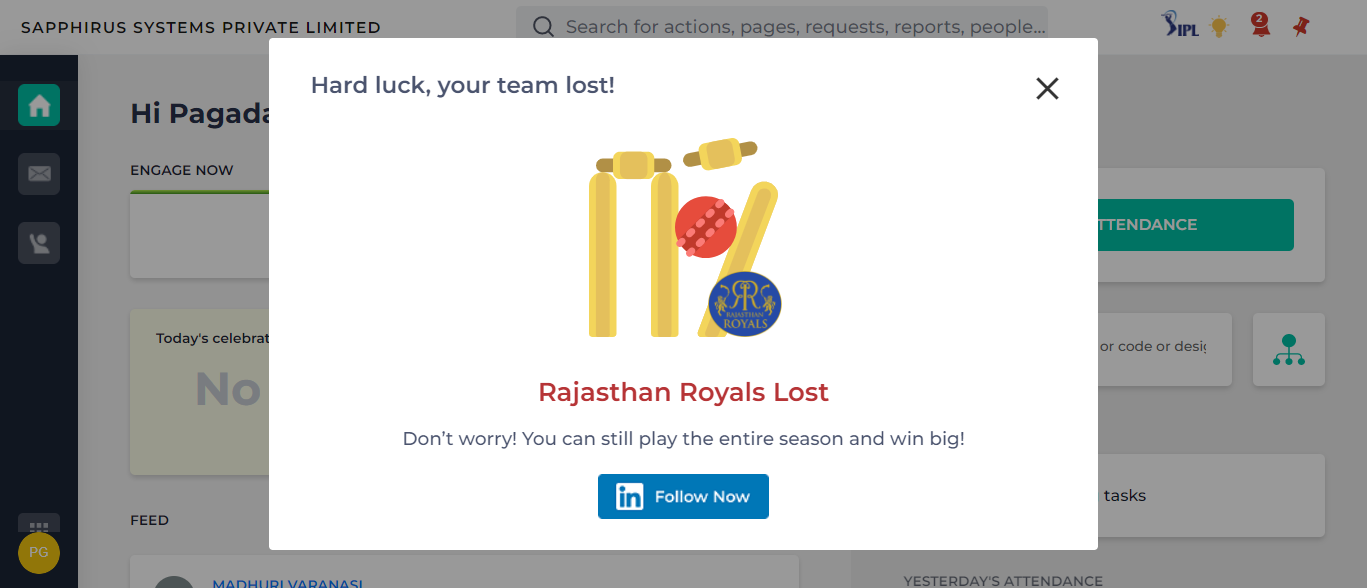 SAPPHIRUS SYSTEMS PRIVATE LIMITED
Search for actions, pages, requests, reports, people...
IPL
2
Hard luck, your team lost!
Hi Pagada
ENGAGE NOW
TTENDANCE
RAJASTHAN
ROYALS
Today's celebrat
No
or code or desig
Rajasthan Royals Lost
Don’t worry! You can still play the entire season and win big!
in Follow Now
tasks
FEED
PG
MADHURI VARANASI
YESTERDAY'S ATTENDANCE